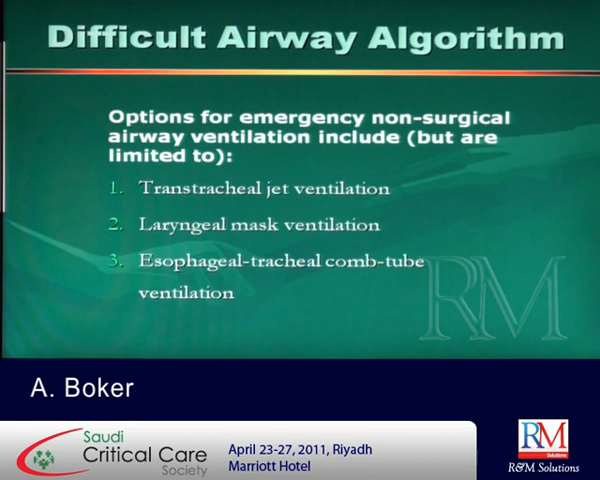 Difficult Airway Algorithm
Options for emergency non-surgical
airway ventilation include (but are
limited to):
1. Transtracheal jet ventilation
2. Laryngeal mask ventilation
3. Esophageal-tracheal comb-tube
ventilation
RM
A. Boker
Saudi
Critical Care
Society
April 23-27, 2011, Riyadh
Marriott Hotel
RM
Solutions
R&M Solutions